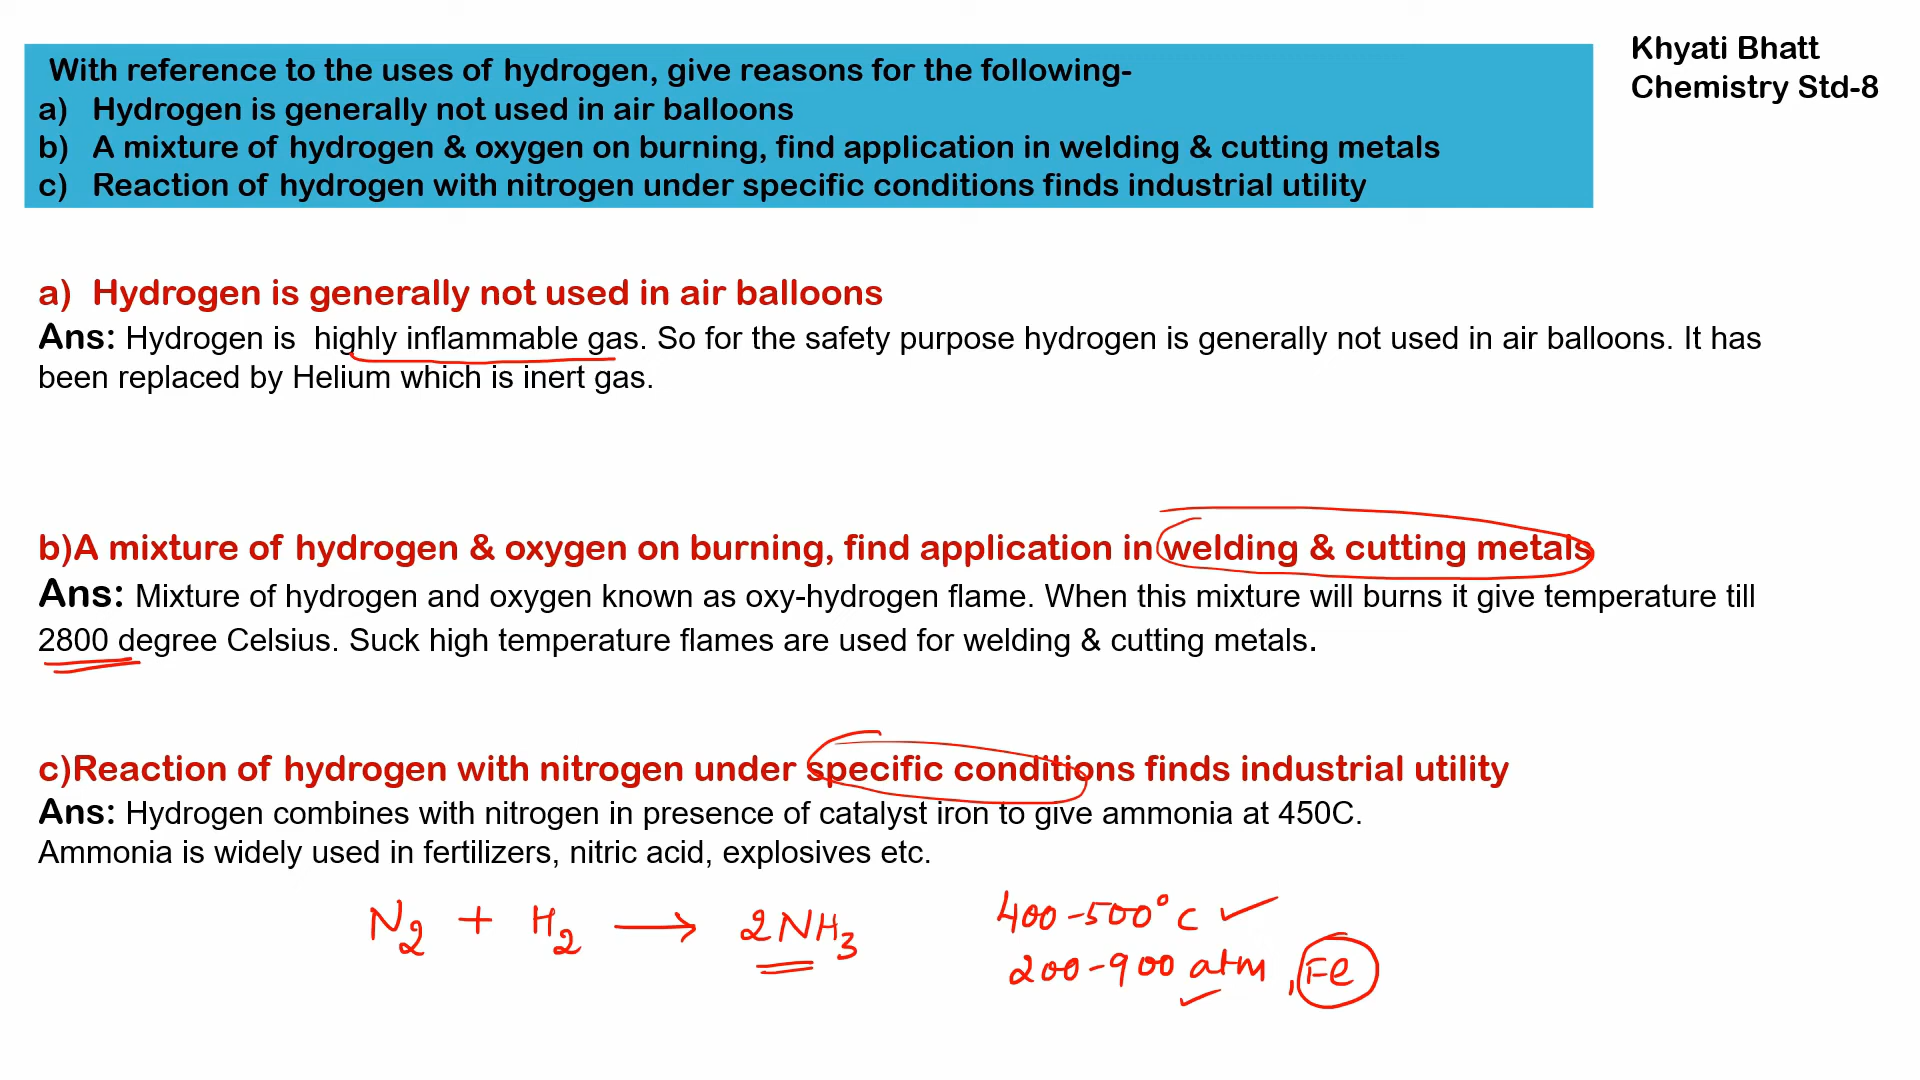 With reference to the uses of hydrogen, give reasons for the following-
a) Hydrogen is generally not used in air balloons
b) A mixture of hydrogen & oxygen on burning, find application in welding & cutting metals
c) Reaction of hydrogen with nitrogen under specific conditions finds industrial utility
Khyati Bhatt
Chemistry Std-8
a) Hydrogen is generally not used in air balloons
Ans: Hydrogen is highly inflammable gas. So for the safety purpose hydrogen is generally not used in air balloons. It has
been replaced by Helium which is inert gas.
b)A mixture of hydrogen & oxygen on burning, find application in welding & cutting metals
Ans: Mixture of hydrogen and oxygen known as oxy-hydrogen flame. When this mixture will burns it give temperature till
2800 degree Celsius. Suck high temperature flames are used for welding & cutting metals.
c)Reaction of hydrogen with nitrogen under specific conditions finds industrial utility
Ans: Hydrogen combines with nitrogen in presence of catalyst iron to give ammonia at 450C.
Ammonia is widely used in fertilizers, nitric acid, explosives etc.
N₂ + H₂ → 2NH₃
400-500°C ✓
200-900 atm, Fe